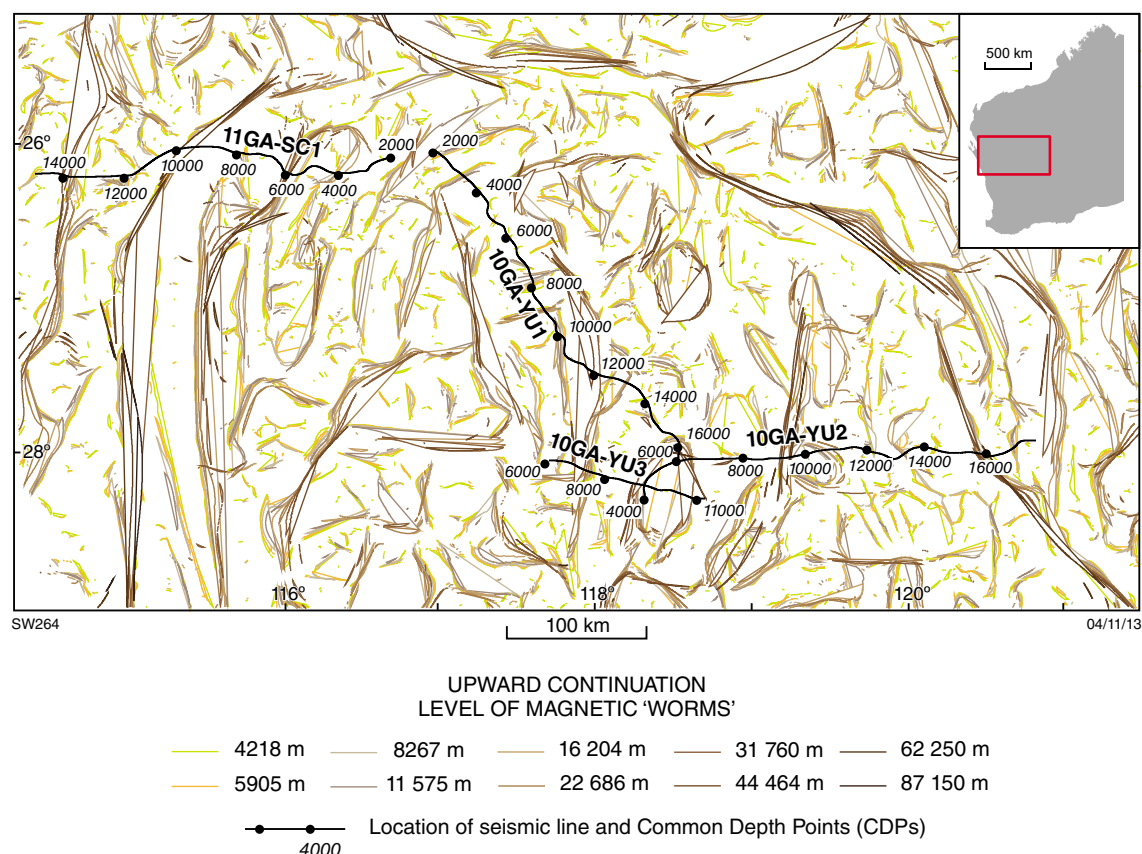 500 km
26°
28°
11GA-SC1
14000
12000
10000
8000
6000
4000
2000
10GA-YU1
2000
4000
6000
8000
10000
12000
14000
16000
10GA-YU3
6000
8000
11000
10GA-YU2
4000
6000
8000
10000
12000
14000
16000
116°
118°
120°
SW264
100 km
04/11/13
UPWARD CONTINUATION
LEVEL OF MAGNETIC ‘WORMS’
4218 m 8267 m 16 204 m 31 760 m 62 250 m
5905 m 11 575 m 22 686 m 44 464 m 87 150 m
Location of seismic line and Common Depth Points (CDPs)
4000